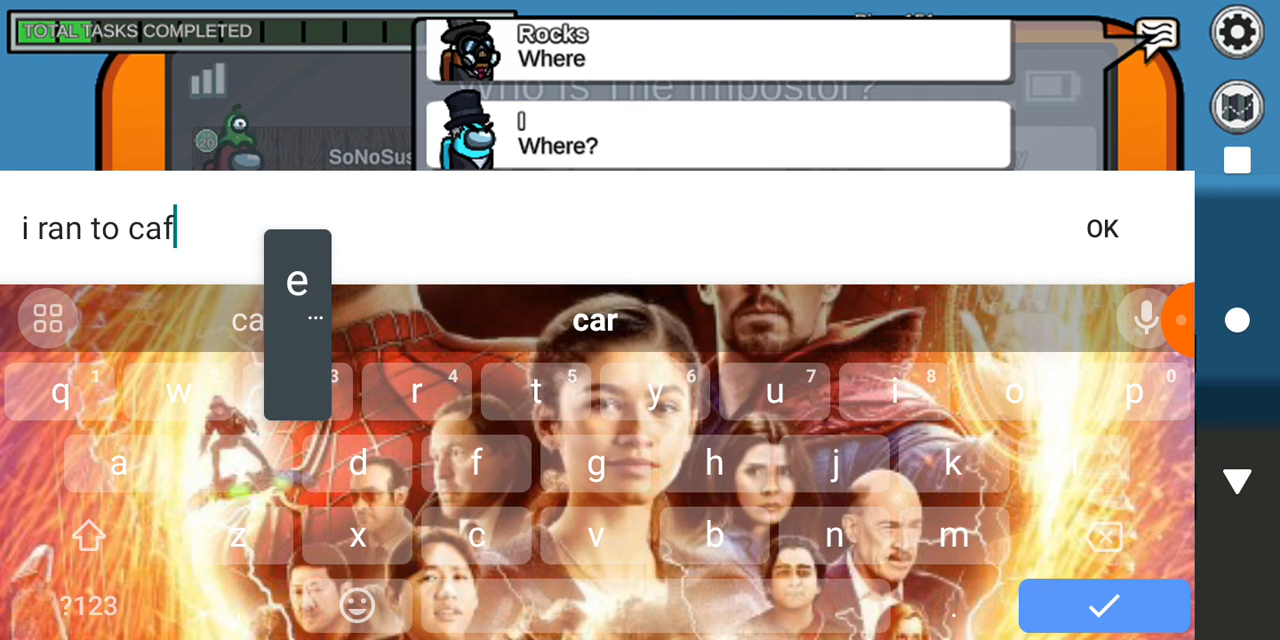 TOTAL TASKS COMPLETED
Rocks
Where
Who Is The Impostor?
I
Where?
20
SoNoSus
i ran to caf
OK
e
...
ca
car
q 1 w 2 3 r 4 t 5 y 6 u 7 i 8 o p 0
a d f g h j k
z x c v b n m
?123
.